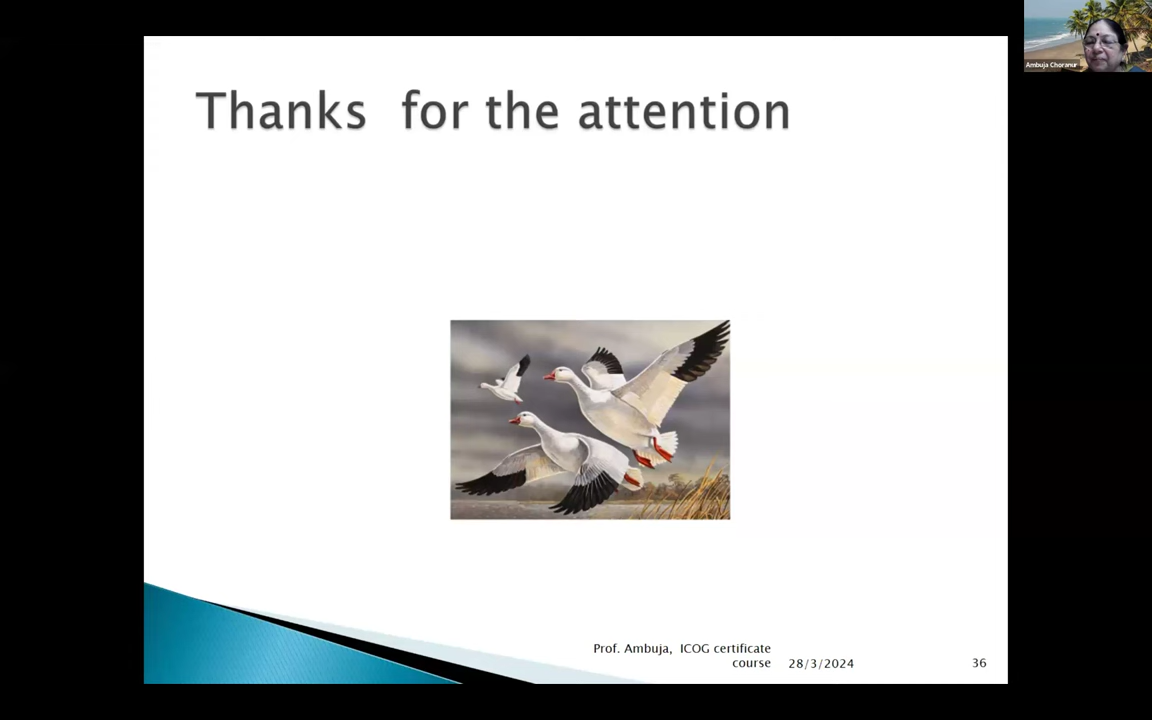 Ambuja Choranur
Thanks for the attention
Prof. Ambuja, ICOG certificate
course
28/3/2024
36